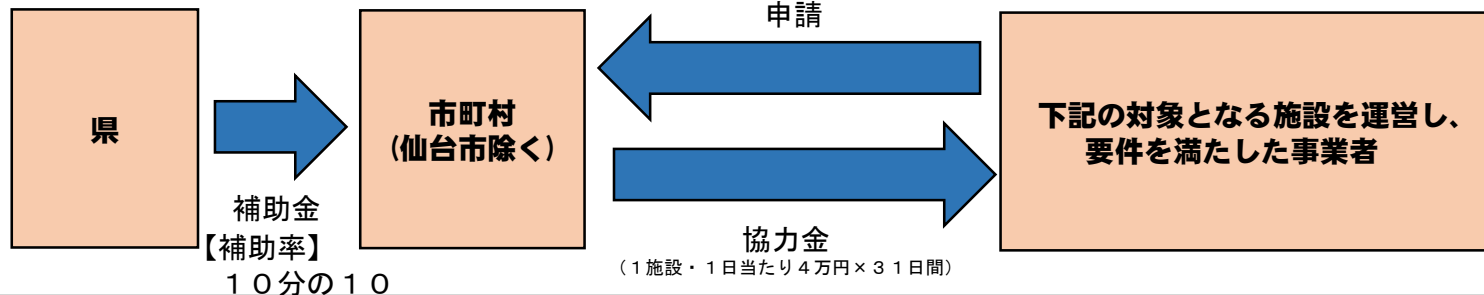 申請
県
市町村
(仙台市除く)
下記の対象となる施設を運営し、
要件を満たした事業者
補助金
【補助率】
１０分の１０
協力金
（１施設・１日当たり４万円×３１日間）